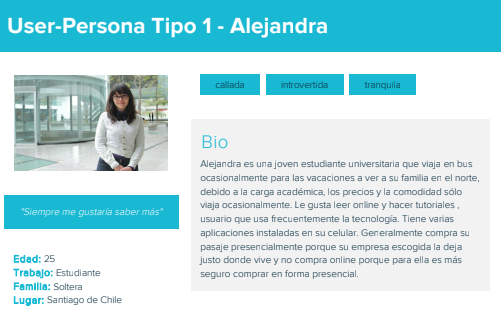 User-Persona Tipo 1 - Alejandra
callada
introvertida
tranquila
Bio
Alejandra es una joven estudiante universitaria que viaja en bus
ocasionalmente para las vacaciones a ver a su familia en el norte,
debido a la carga académica, los precios y la comodidad sólo
viaja ocasionalmente. Le gusta leer online y hacer tutoriales ,
usuario que usa frecuentemente la tecnología. Tiene varias
aplicaciones instaladas en su celular. Generalmente compra su
pasaje presencialmente porque su empresa escogida la deja
justo donde vive y no compra online porque para ella es más
seguro comprar en forma presencial.
"Siempre me gustaría saber más"
Edad: 25
Trabajo: Estudiante
Familia: Soltera
Lugar: Santiago de Chile